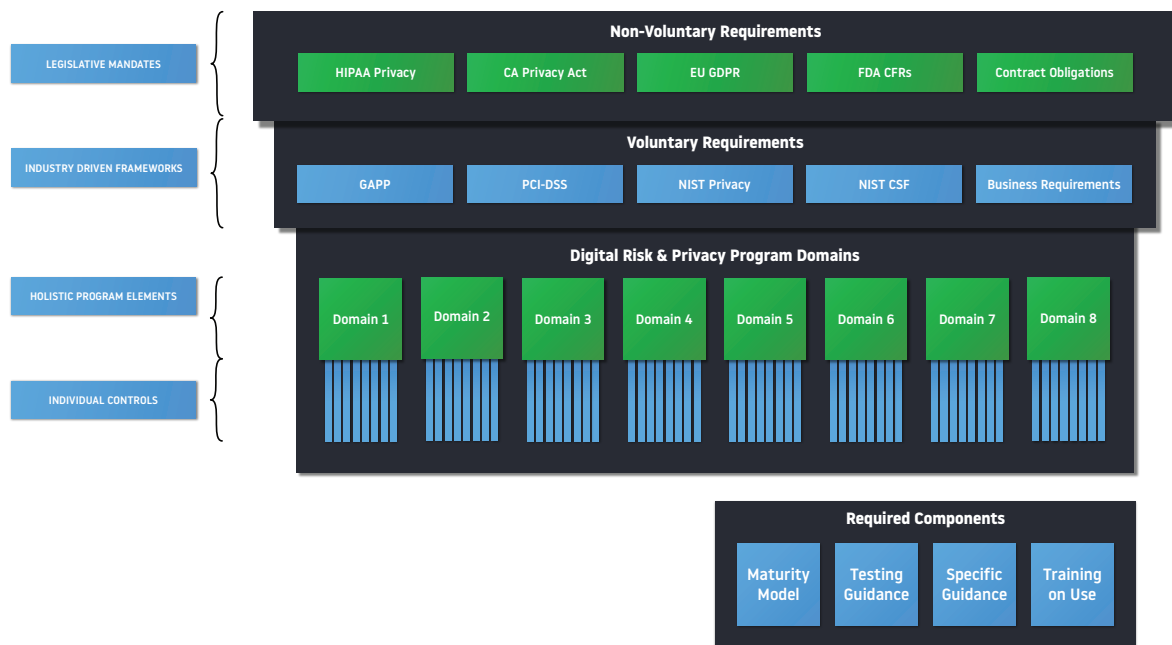 Non-Voluntary Requirements
LEGISLATIVE MANDATES
HIPAA Privacy
CA Privacy Act
EU GDPR
FDA CFRs
Contract Obligations
Voluntary Requirements
INDUSTRY DRIVEN FRAMEWORKS
GAPP
PCI-DSS
NIST Privacy
NIST CSF
Business Requirements
Digital Risk & Privacy Program Domains
HOLISTIC PROGRAM ELEMENTS
Domain 1
Domain 2
Domain 3
Domain 4
Domain 5
Domain 6
Domain 7
Domain 8
INDIVIDUAL CONTROLS
Required Components
Maturity
Model
Testing
Guidance
Specific
Guidance
Training
on Use